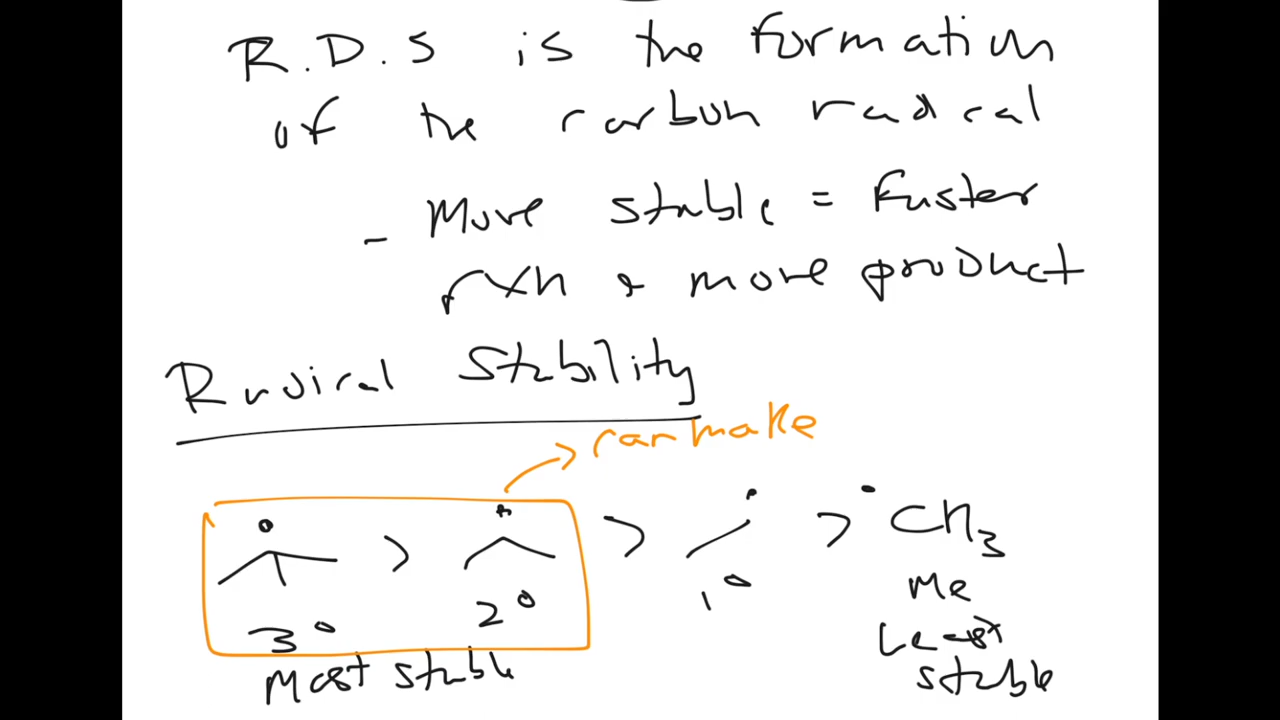 R.D.S is the formation
of the carbon radical
- More stable = Faster
rxn & more product
Radical Stability
can make
> > > CH3
3° 2° 1° Me
Most stable Least
stable